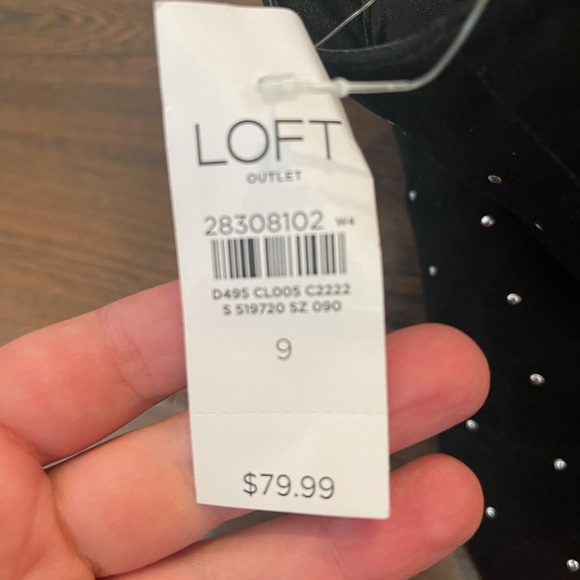 LOFT
OUTLET
28308102 W4
D495 CL005 C2222
S 519720 SZ 090
9
$79.99